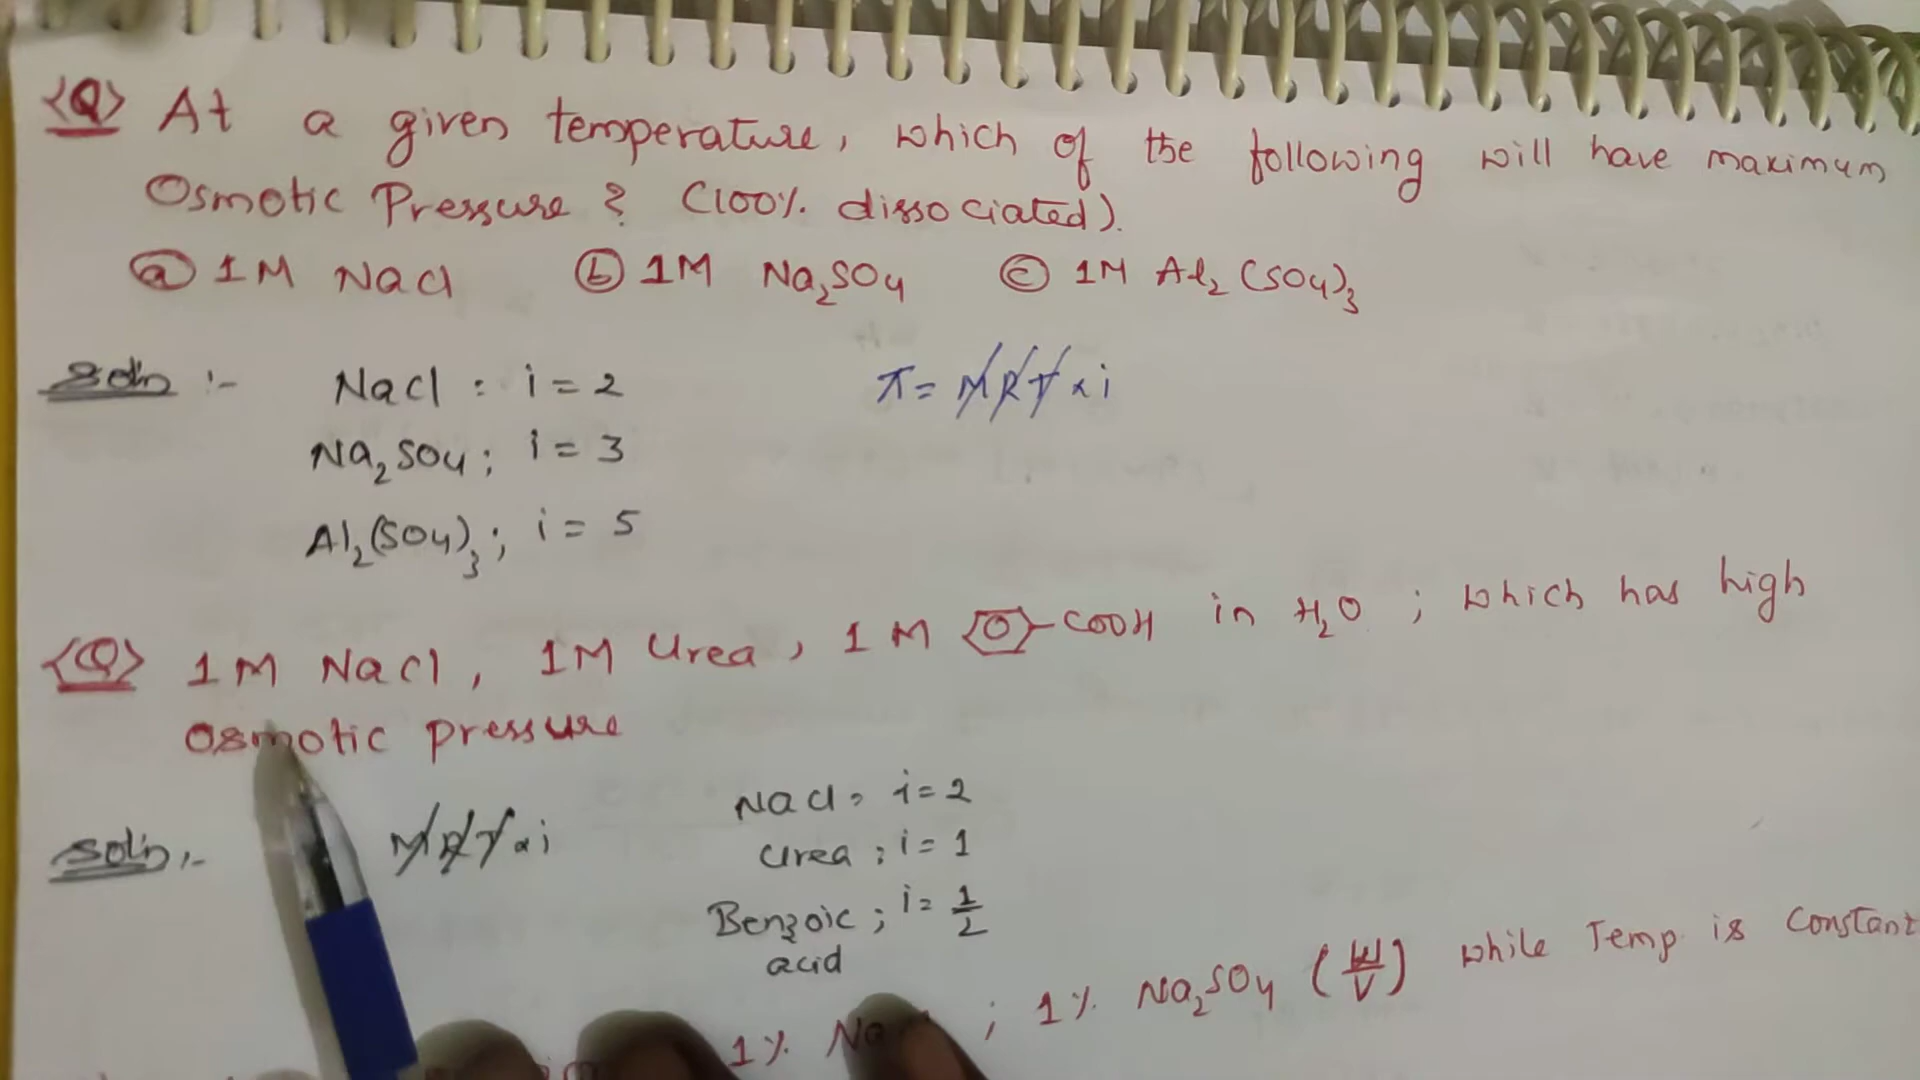 <Q> At a given temperature, which of the following will have maximum
Osmotic Pressure ? (100% dissociated).
ⓐ 1M NaCl ⓑ 1M Na₂SO₄ ⓒ 1M Al₂(SO₄)₃
Soln :- NaCl : i = 2 π = MRT x i
Na₂SO₄ ; i = 3
Al₂(SO₄)₃ ; i = 5
<Q> 1M NaCl, 1M Urea, 1M -COOH in H₂O ; which has high
Osmotic pressure
Soln :- MRT x i NaCl, i = 2
Urea ; i = 1
Benzoic ; i = 1/2
acid
1% ; 1% Na₂SO₄ (W/V) while Temp is Constant